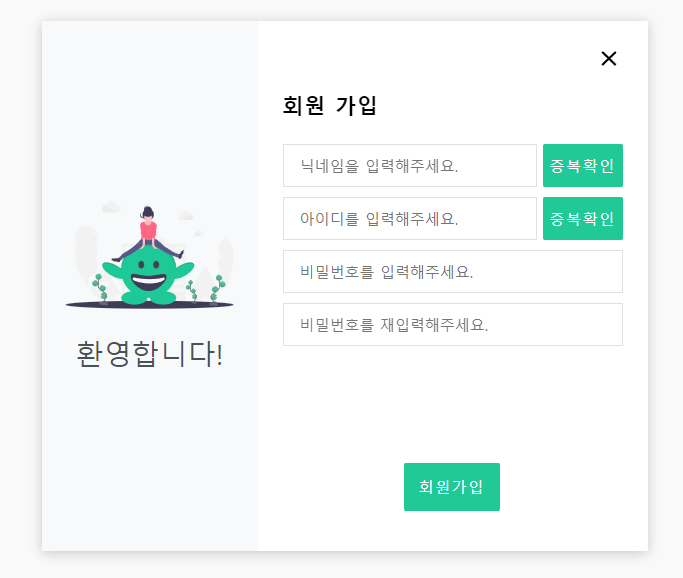 회원 가입
닉네임을 입력해주세요.
중복확인
아이디를 입력해주세요.
중복확인
비밀번호를 입력해주세요.
비밀번호를 재입력해주세요.
환영합니다!
회원가입